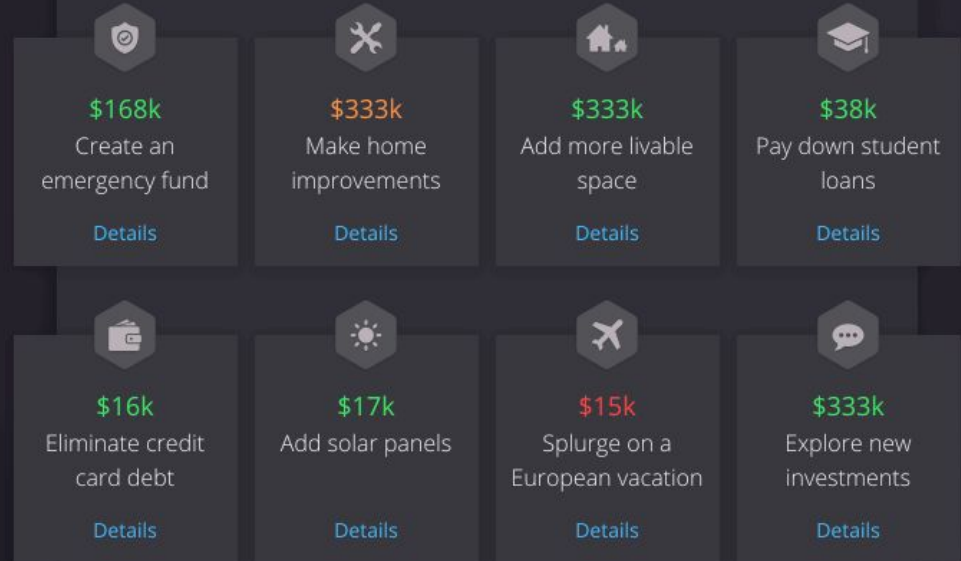 $168k
Create an
emergency fund
Details
$333k
Make home
improvements
Details
$333k
Add more livable
space
Details
$38k
Pay down student
loans
Details
$16k
Eliminate credit
card debt
Details
$17k
Add solar panels
Details
$15k
Splurge on a
European vacation
Details
$333k
Explore new
investments
Details